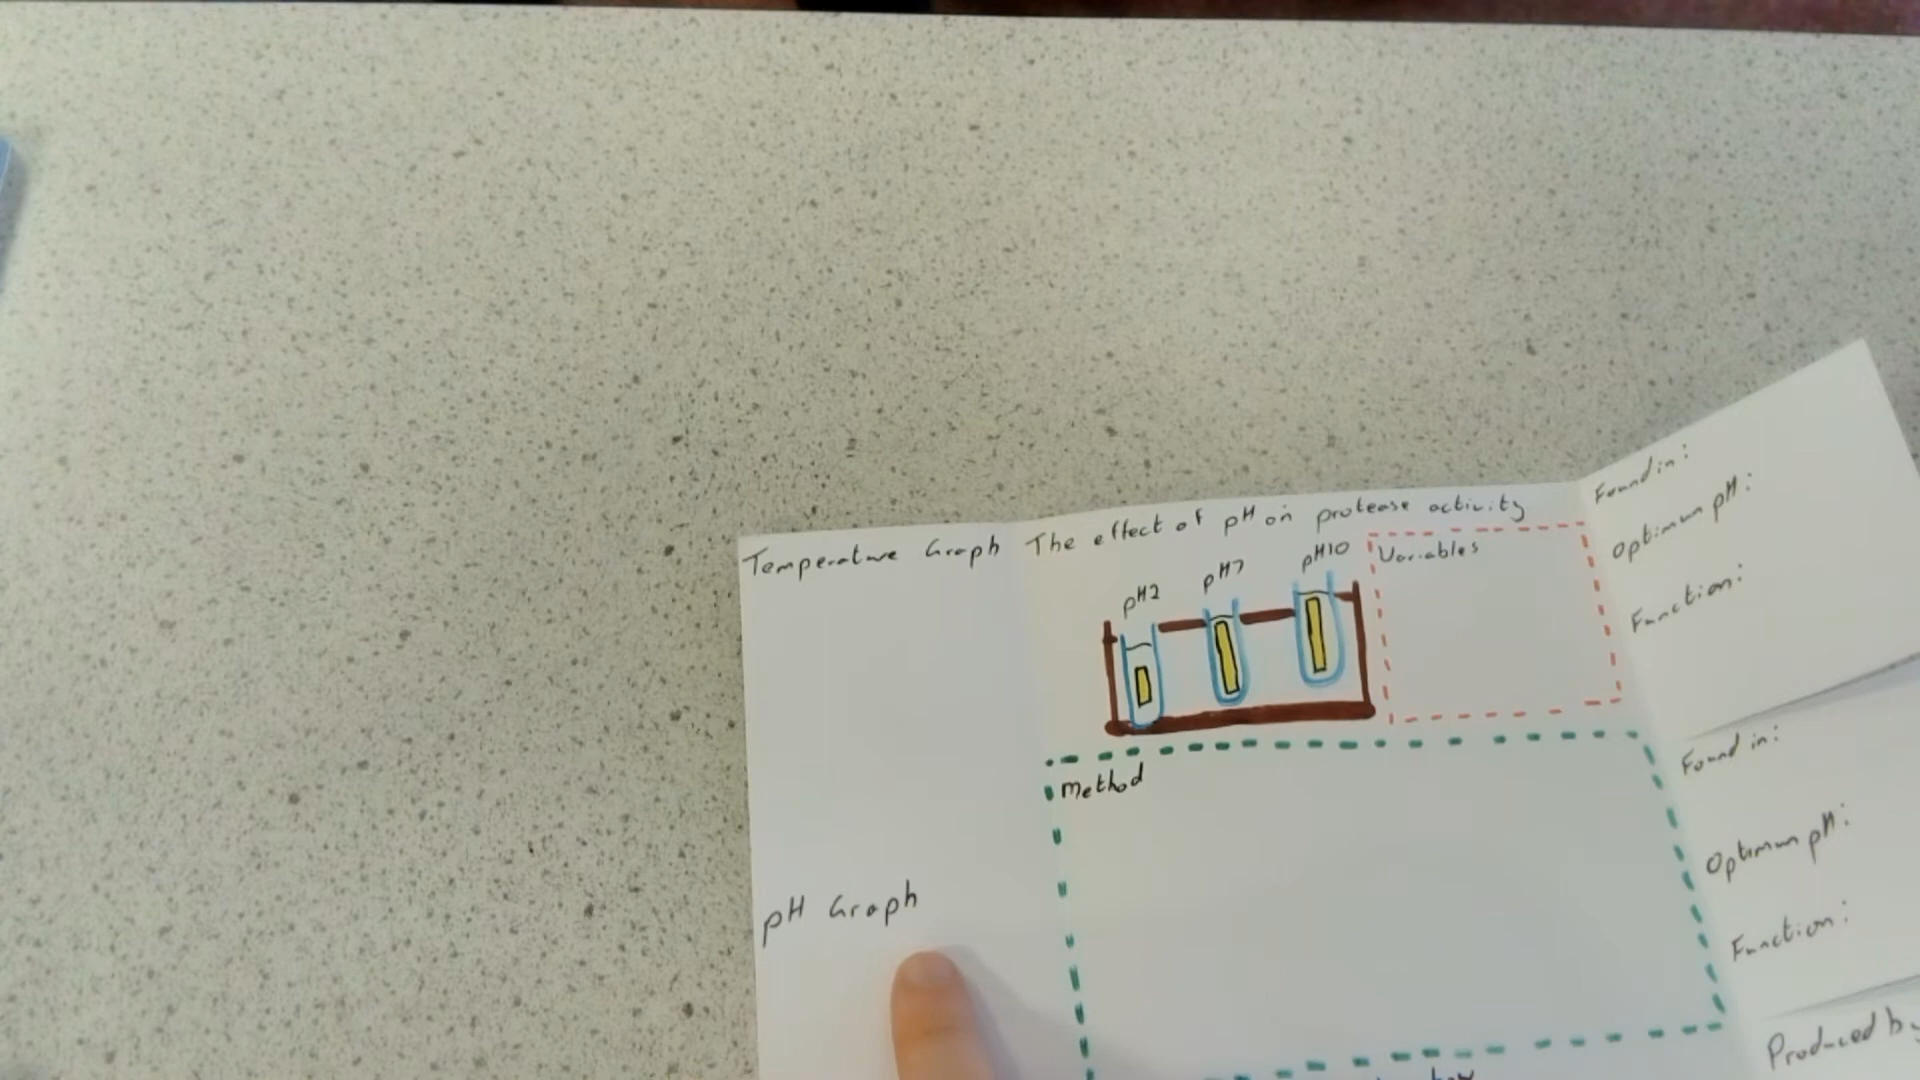 Temperature Graph
The effect of pH on protease activity
pH2
pH7
pH10
Variables
Method
pH Graph
Found in:
Optimum pH:
Function:
Found in:
Optimum pH:
Function:
Produced by